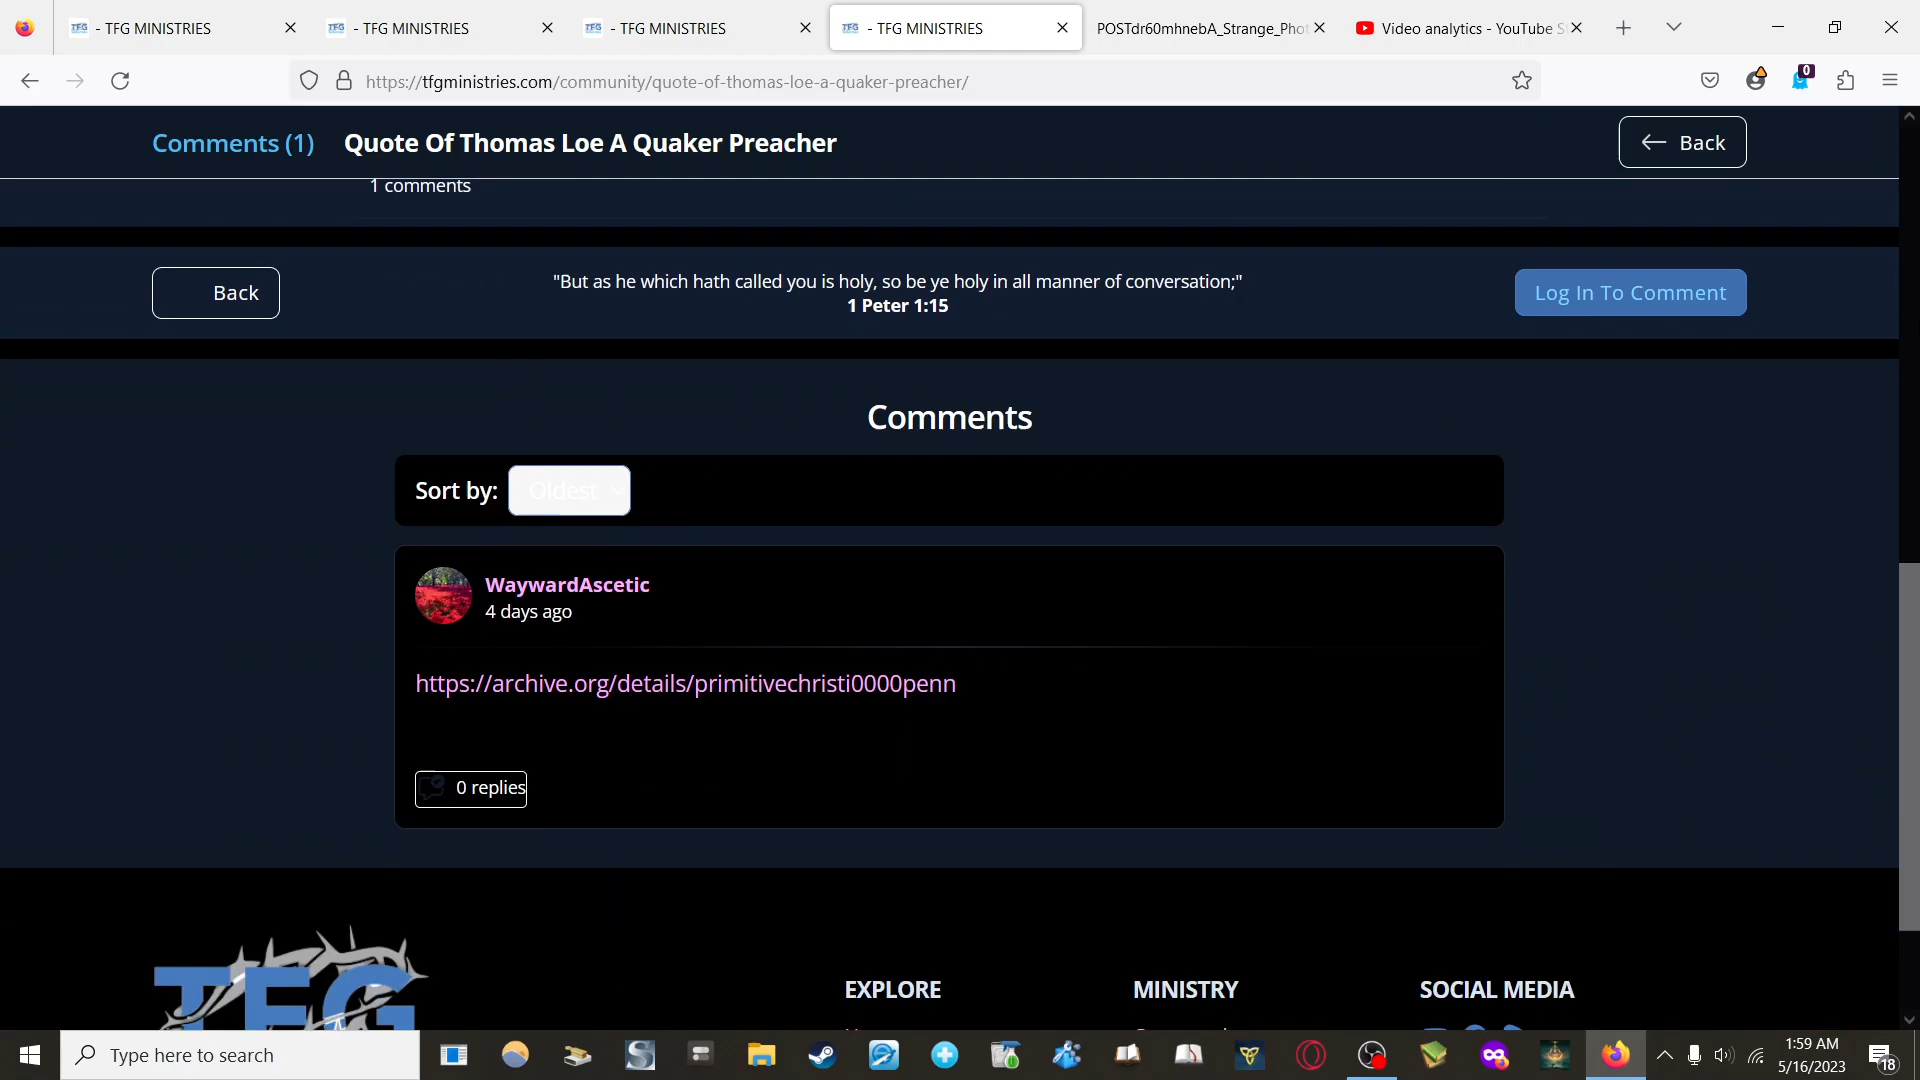 - TFG MINISTRIES
- TFG MINISTRIES
- TFG MINISTRIES
- TFG MINISTRIES
POSTdr60mhnebA_Strange_Phot
Video analytics - YouTube S
https://tfgministries.com/community/quote-of-thomas-loe-a-quaker-preacher/
0
Comments (1)
Quote Of Thomas Loe A Quaker Preacher
Back
1 comments
Back
"But as he which hath called you is holy, so be ye holy in all manner of conversation;"
1 Peter 1:15
Log In To Comment
Comments
Sort by:
Oldest
WaywardAscetic
4 days ago
https://archive.org/details/primitivechristi0000penn
0 replies
TFG
EXPLORE
MINISTRY
SOCIAL MEDIA
Type here to search
1:59 AM
5/16/2023
18